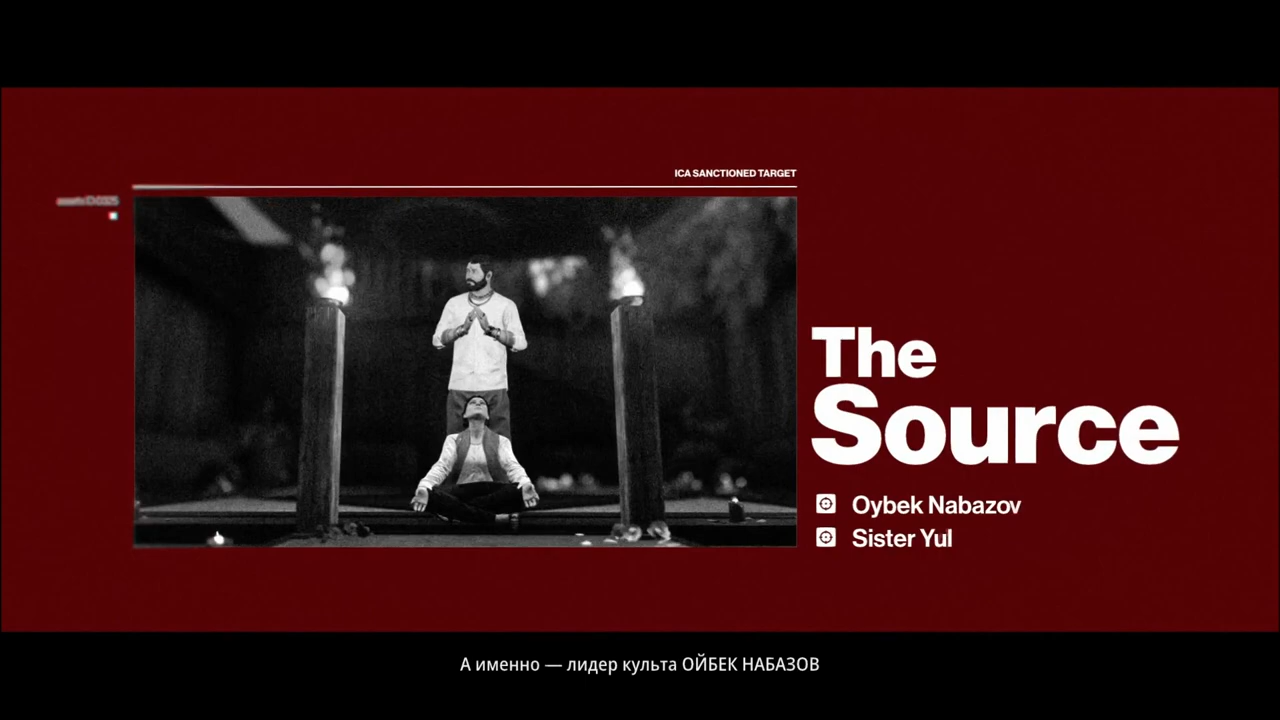 ICA SANCTIONED TARGET
The
Source
Oybek Nabazov
Sister Yul
А именно — лидер культа ОЙБЕК НАБАЗОВ